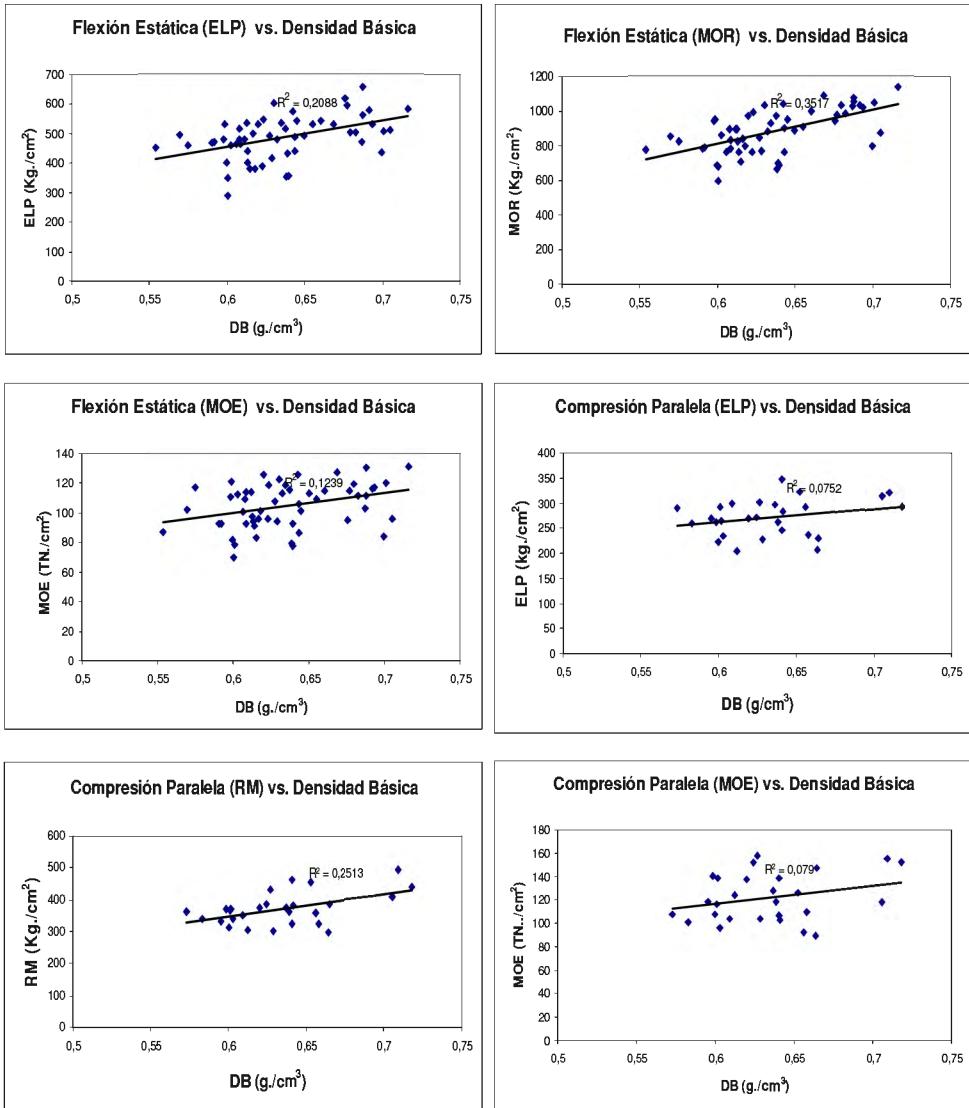 Flexión Estática (ELP) vs. Densidad Básica
R² = 0,2088
700
600
500
400
300
200
100
0
ELP (Kg./cm²)
0,5 0,55 0,6 0,65 0,7 0,75
DB (g./cm³)
Flexión Estática (MOR) vs. Densidad Básica
R² = 0,3517
1200
1000
800
600
400
200
0
MOR (Kg./cm²)
0,5 0,55 0,6 0,65 0,7 0,75
DB (g./cm³)
Flexión Estática (MOE) vs. Densidad Básica
R² = 0,1239
140
120
100
80
60
40
20
0
MOE (TN./cm²)
0,5 0,55 0,6 0,65 0,7 0,75
DB (g./cm³)
Compresión Paralela (ELP) vs. Densidad Básica
R² = 0,0752
400
350
300
250
200
150
100
50
0
ELP (kg./cm²)
0,5 0,55 0,6 0,65 0,7 0,75
DB (g/cm³)
Compresión Paralela (RM) vs. Densidad Básica
R² = 0,2513
600
500
400
300
200
100
0
RM (Kg./cm²)
0,5 0,55 0,6 0,65 0,7 0,75
DB (g./cm³)
Compresión Paralela (MOE) vs. Densidad Básica
R² = 0,079
180
160
140
120
100
80
60
40
20
0
MOE (TN../cm²)
0,5 0,55 0,6 0,65 0,7 0,75
DB (g./cm³)